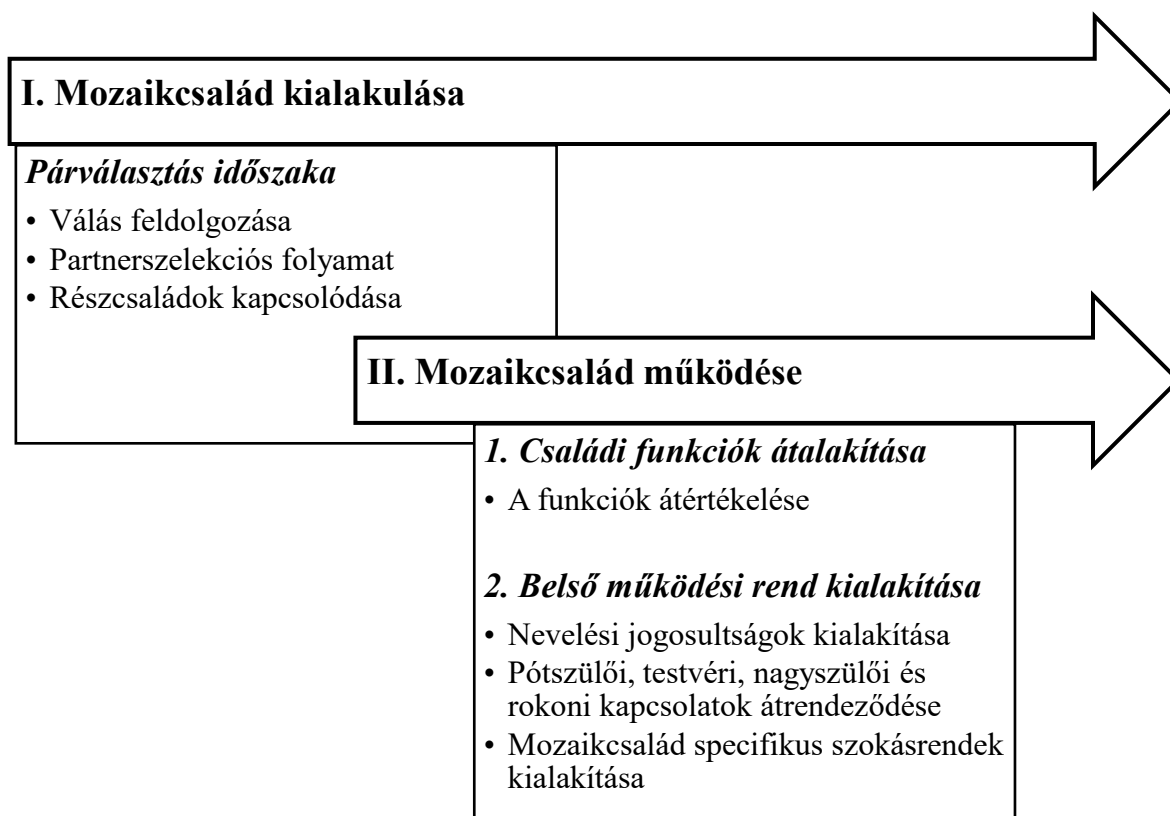 I. Mozaikcsalád kialakulása
Párválasztás időszaka
• Válás feldolgozása
• Partnerszelekciós folyamat
• Részcsaládok kapcsolódása
II. Mozaikcsalád működése
1. Családi funkciók átalakítása
• A funkciók átértékelése
2. Belső működési rend kialakítása
• Nevelési jogosultságok kialakítása
• Pótszülői, testvéri, nagyszülői és
rokoni kapcsolatok átrendeződése
• Mozaikcsalád specifikus szokásrendek
kialakítása